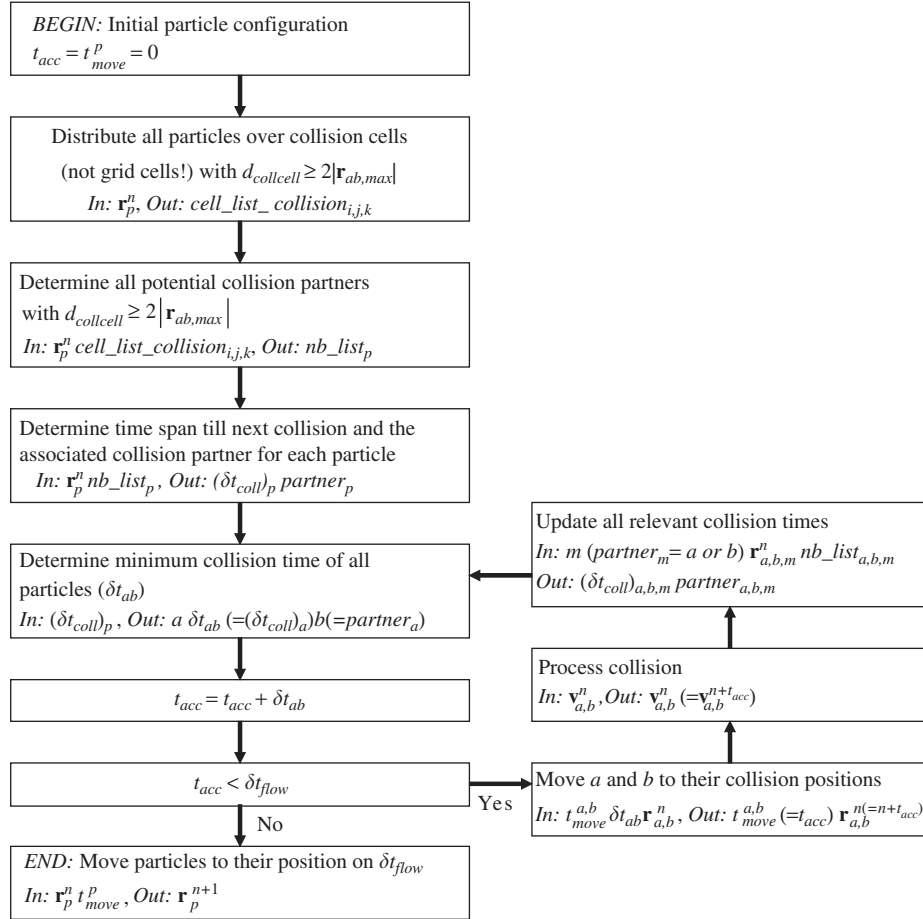 BEGIN: Initial particle configuration
t_acc = t^p_move = 0
Distribute all particles over collision cells
(not grid cells!) with d_collcell ≥ 2|r_ab,max|
In: r^n_p, Out: cell_list_ collision_i,j,k
Determine all potential collision partners
with d_collcell ≥ 2|r_ab,max|
In: r^n_p cell_list_collision_i,j,k, Out: nb_list_p
Determine time span till next collision and the
associated collision partner for each particle
In: r^n_p nb_list_p, Out: (δt_coll)_p partner_p
Determine minimum collision time of all
particles (δt_ab)
In: (δt_coll)_p, Out: a δt_ab (=(δt_coll)_a)b(=partner_a)
t_acc = t_acc + δt_ab
t_acc < δt_flow
Yes
No
END: Move particles to their position on δt_flow
In: r^n_p t^p_move, Out: r^n+1_p
Move a and b to their collision positions
In: t^a,b_move δt_ab r^n_a,b, Out: t^a,b_move (=t_acc) r^n(=n+t_acc)_a,b
Process collision
In: v^n_a,b, Out: v^n_a,b (=v^n+t_acc_a,b)
Update all relevant collision times
In: m (partner_m = a or b) r^n_a,b,m nb_list_a,b,m
Out: (δt_coll)_a,b,m partner_a,b,m